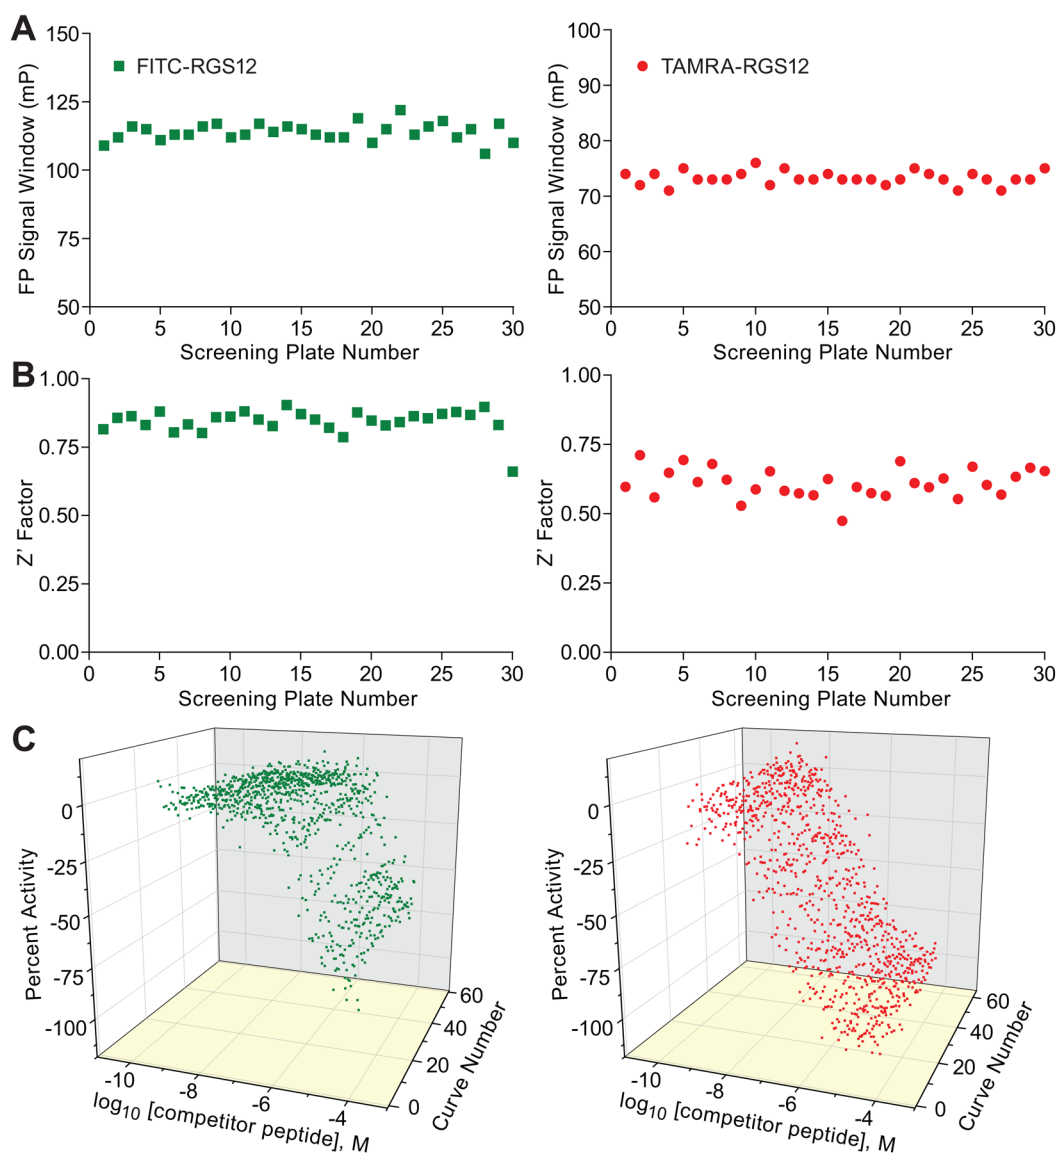 A
FP Signal Window (mP)
150
125
100
75
50
FITC-RGS12
0 5 10 15 20 25 30
Screening Plate Number
FP Signal Window (mP)
100
90
80
70
60
50
TAMRA-RGS12
0 5 10 15 20 25 30
Screening Plate Number
B
Z’ Factor
1.00
0.75
0.50
0.25
0.00
0 5 10 15 20 25 30
Screening Plate Number
Z’ Factor
1.00
0.75
0.50
0.25
0.00
0 5 10 15 20 25 30
Screening Plate Number
C
Percent Activity
0
-25
-50
-75
-100
-10 -8 -6 -4
log10 [competitor peptide], M
0 20 40 60
Curve Number
Percent Activity
0
-25
-50
-75
-100
-10 -8 -6 -4
log10 [competitor peptide], M
0 20 40 60
Curve Number